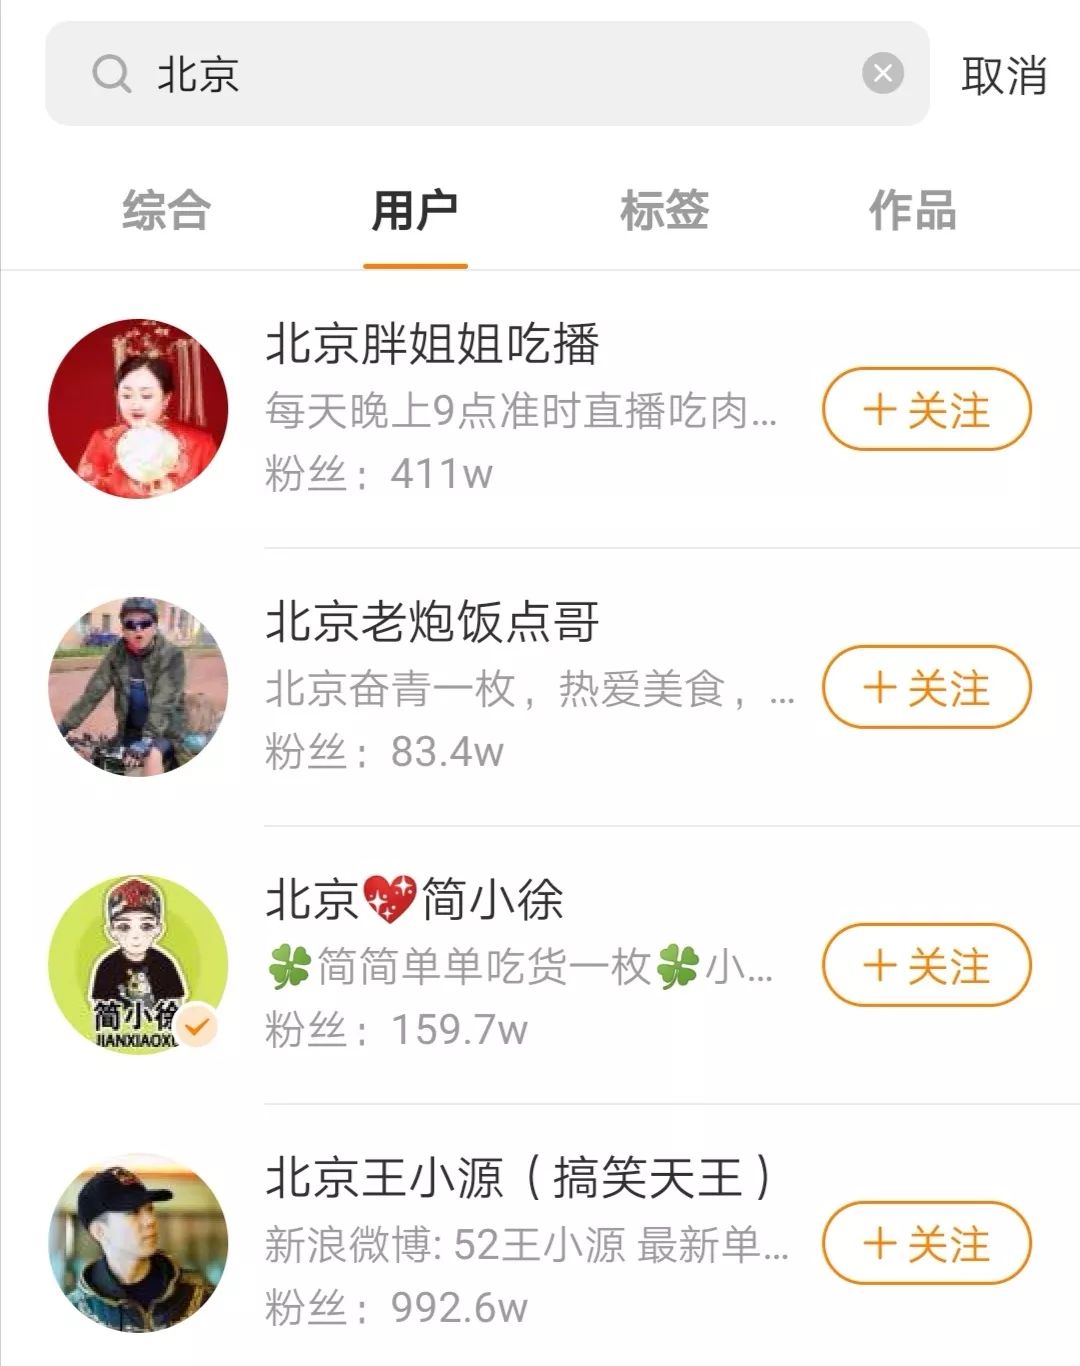 北京
取消
综合
用户
标签
作品
北京胖姐姐吃播
每天晚上9点准时直播吃肉...
粉丝：411w
＋关注
北京老炮饭点哥
北京奋青一枚，热爱美食，...
粉丝：83.4w
＋关注
北京💖简小徐
🍀简简单单吃货一枚🍀小...
粉丝：159.7w
＋关注
简小徐
JIANXIAOXU
北京王小源（搞笑天王）
新浪微博: 52王小源 最新单...
粉丝：992.6w
＋关注